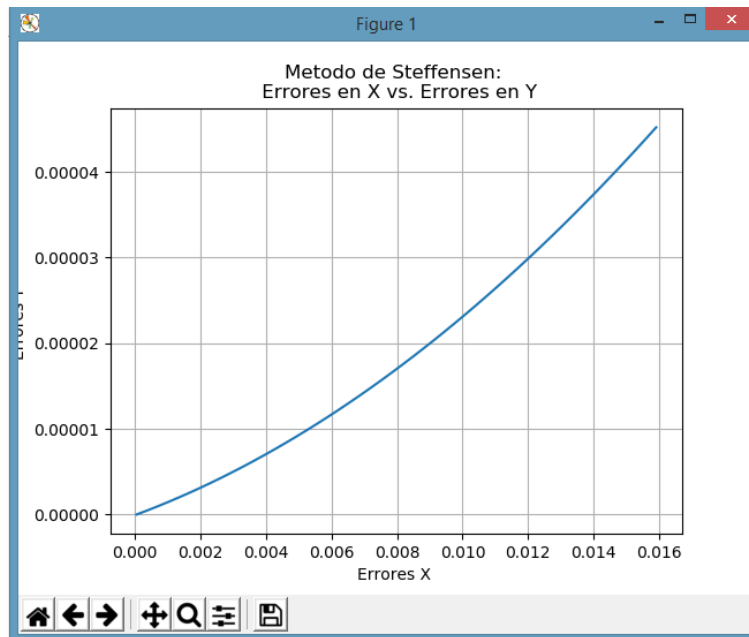 Figure 1
Metodo de Steffensen:
Errores en X vs. Errores en Y
0.00004
0.00003
0.00002
0.00001
0.00000
0.000 0.002 0.004 0.006 0.008 0.010 0.012 0.014 0.016
Errores X